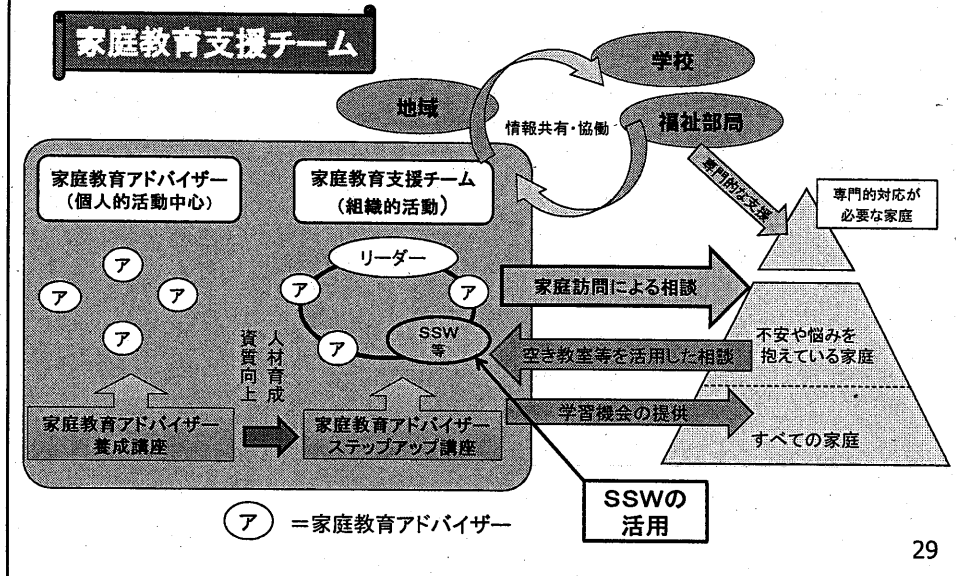 家庭教育支援チーム
学校
地域
情報共有・協働
福祉部局
家庭教育アドバイザー
(個人的活動中心)
家庭教育支援チーム
(組織的活動)
専門的な支援
専門的対応が
必要な家庭
リーダー
ア
ア
ア
ア
ア
ア
ア
SSW
等
家庭訪問による相談
空き教室等を活用した相談
不安や悩みを
抱えている家庭
人材育成
資質向上
学習機会の提供
すべての家庭
家庭教育アドバイザー
養成講座
家庭教育アドバイザー
ステップアップ講座
SSWの
活用
ア =家庭教育アドバイザー
29